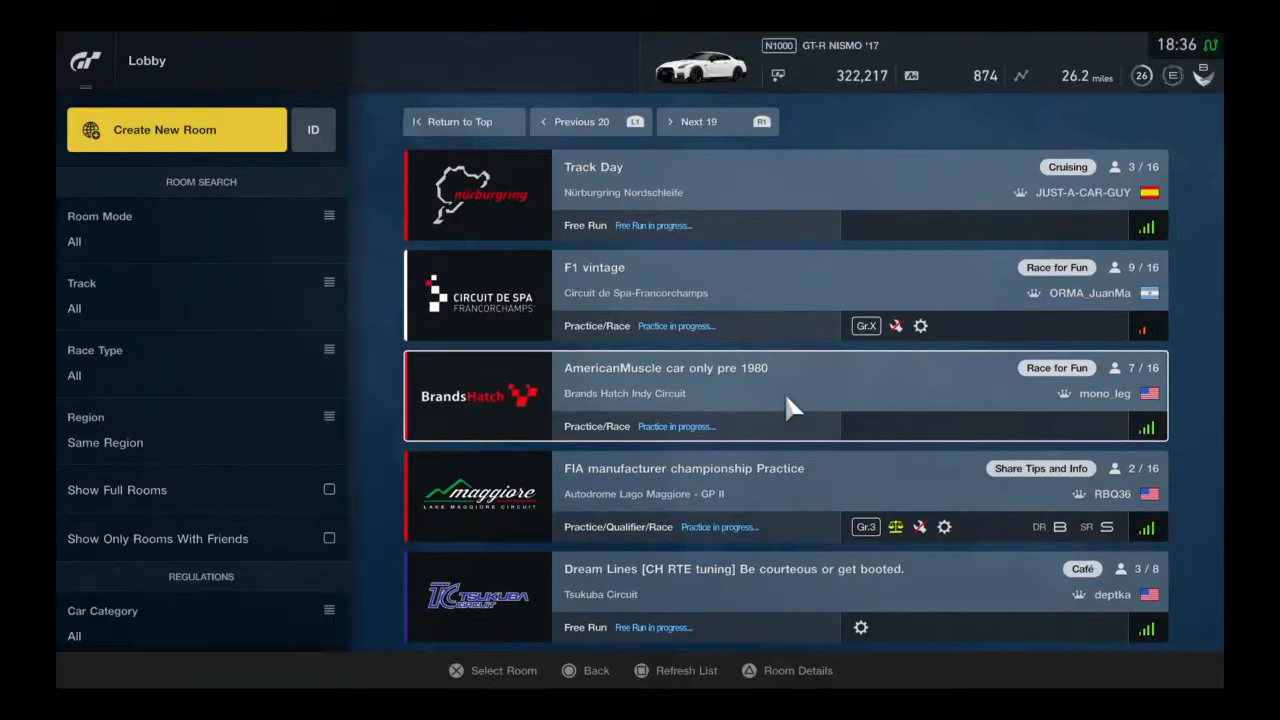 Lobby
N1000 GT-R NISMO '17
18:36
322,217
874
26.2 miles
26
E
B
Create New Room
ID
ROOM SEARCH
Room Mode
All
Track
All
Race Type
All
Region
Same Region
Show Full Rooms
Show Only Rooms With Friends
REGULATIONS
Car Category
All
Return to Top
Previous 20 L1
Next 19 R1
nürburgring
Track Day
Cruising 3 / 16
Nürburgring Nordschleife
JUST-A-CAR-GUY
Free Run Free Run in progress...
CIRCUIT DE SPA
FRANCORCHAMPS
F1 vintage
Race for Fun 9 / 16
Circuit de Spa-Francorchamps
ORMA_JuanMa
Practice/Race Practice in progress...
Gr.X
BrandsHatch
AmericanMuscle car only pre 1980
Race for Fun 7 / 16
Brands Hatch Indy Circuit
mono_leg
Practice/Race Practice in progress...
maggiore
LAKE MAGGIORE CIRCUIT
FIA manufacturer championship Practice
Share Tips and Info 2 / 16
Autodrome Lago Maggiore - GP II
RBQ36
Practice/Qualifier/Race Practice in progress...
Gr.3
DR B SR S
TC TSUKUBA
CIRCUIT
Dream Lines [CH RTE tuning] Be courteous or get booted.
Café 3 / 8
Tsukuba Circuit
deptka
Free Run Free Run in progress...
Select Room
Back
Refresh List
Room Details